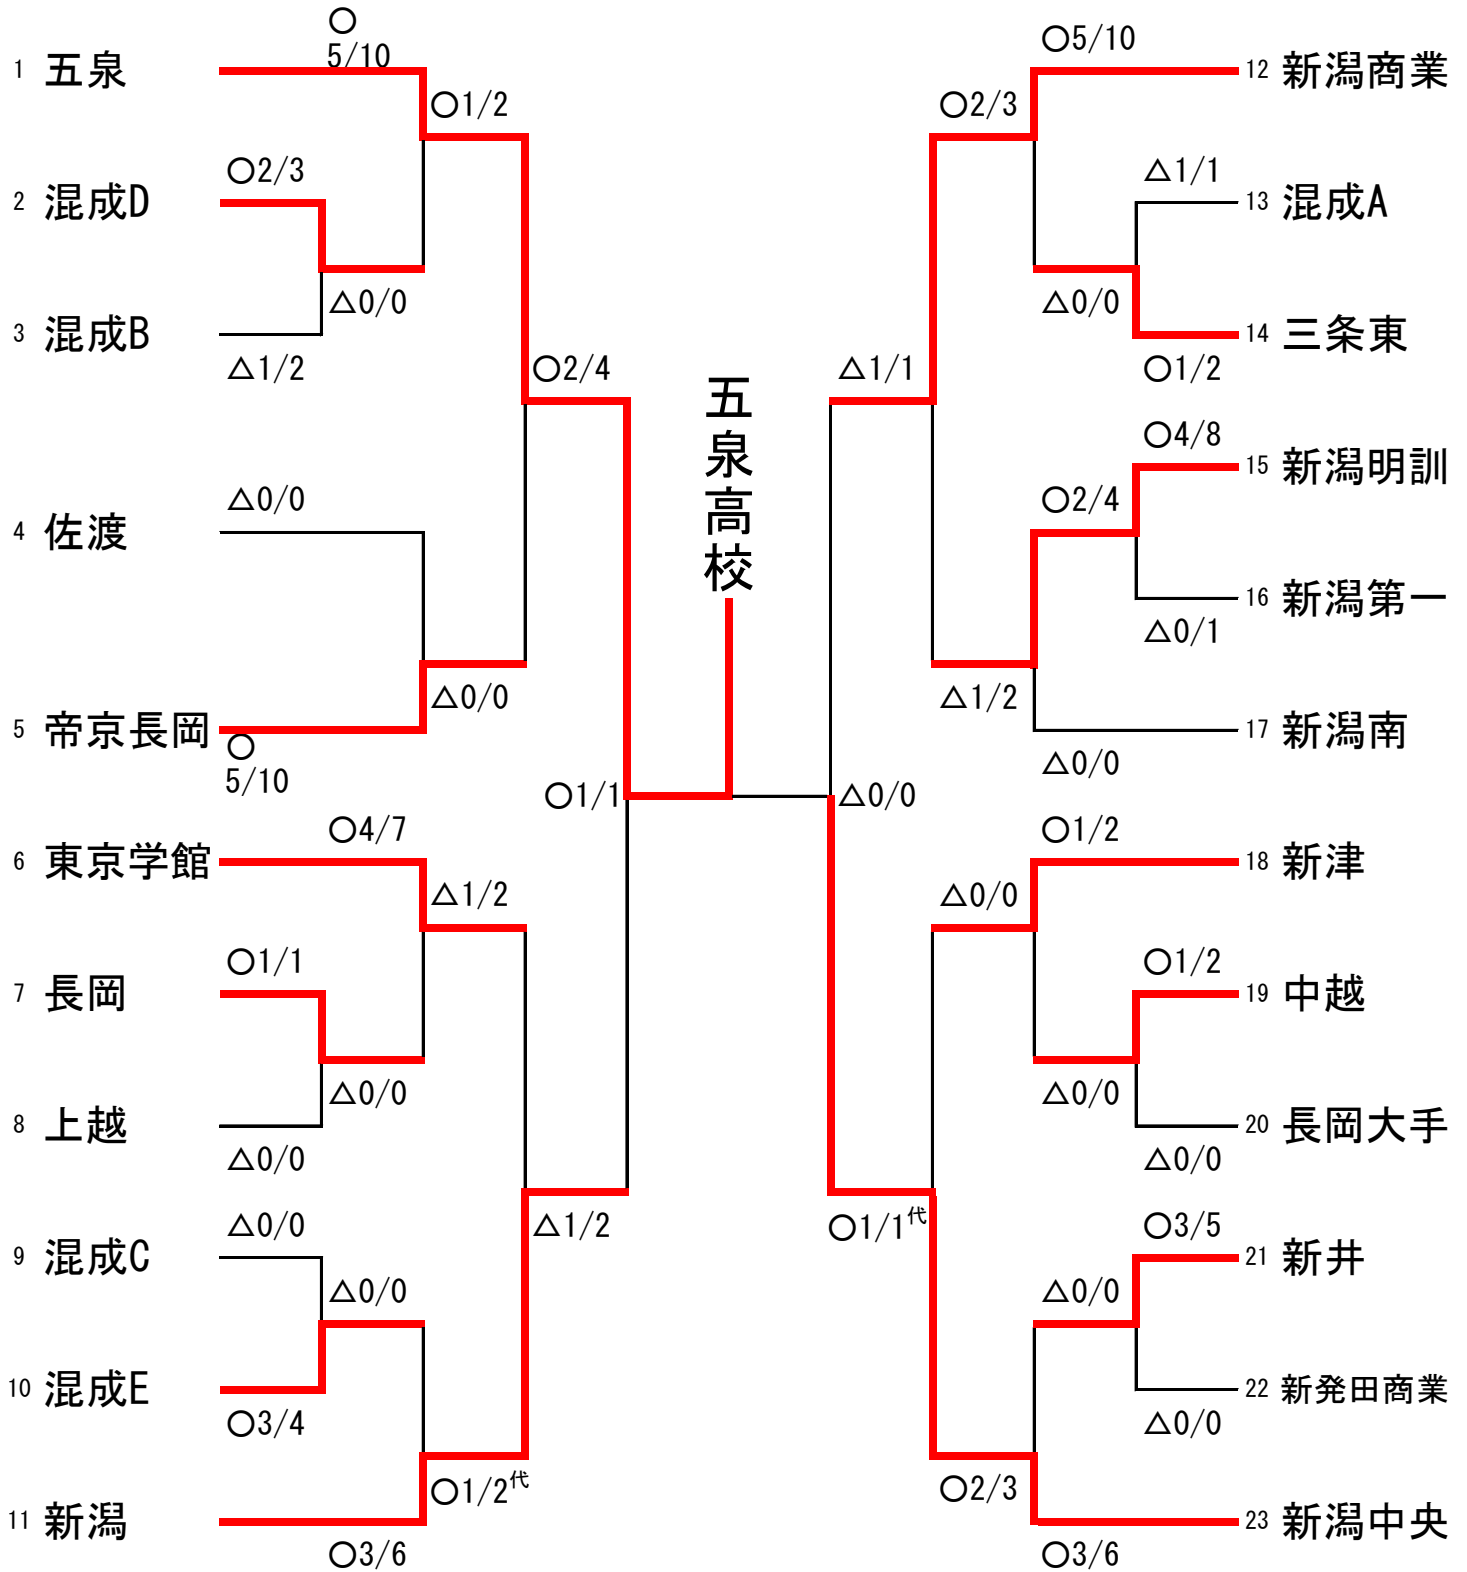 ○
5/10
1 五泉
○1/2
○2/3
2 混成D
△0/0
3 混成B
△1/2
○2/4
△0/0
4 佐渡
△0/0
5 帝京長岡
○
5/10
○1/1
○4/7
6 東京学館
△1/2
○1/1
7 長岡
△0/0
8 上越
△0/0
△0/0
9 混成C
△1/2
△0/0
10 混成E
○3/4
○1/2代
11 新潟
○3/6
五泉高校
○5/10
12 新潟商業
○2/3
△1/1
13 混成A
△0/0
14 三条東
○1/2
△1/1
○4/8
15 新潟明訓
○2/4
16 新潟第一
△0/1
△1/2
17 新潟南
△0/0
△0/0
○1/2
18 新津
△0/0
○1/2
19 中越
△0/0
20 長岡大手
△0/0
○1/1代
○3/5
21 新井
△0/0
22 新発田商業
△0/0
○2/3
23 新潟中央
○3/6